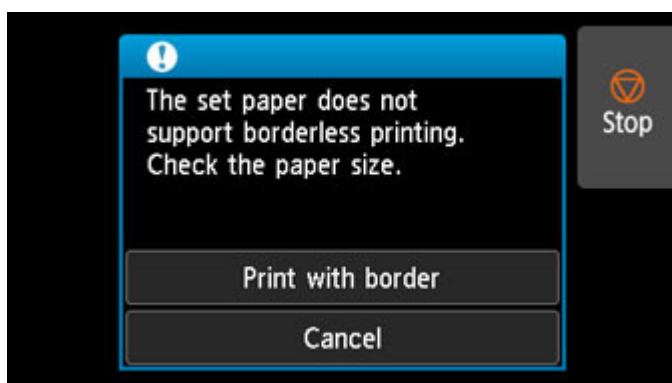 The set paper does not
support borderless printing.
Check the paper size.
Stop
Print with border
Cancel